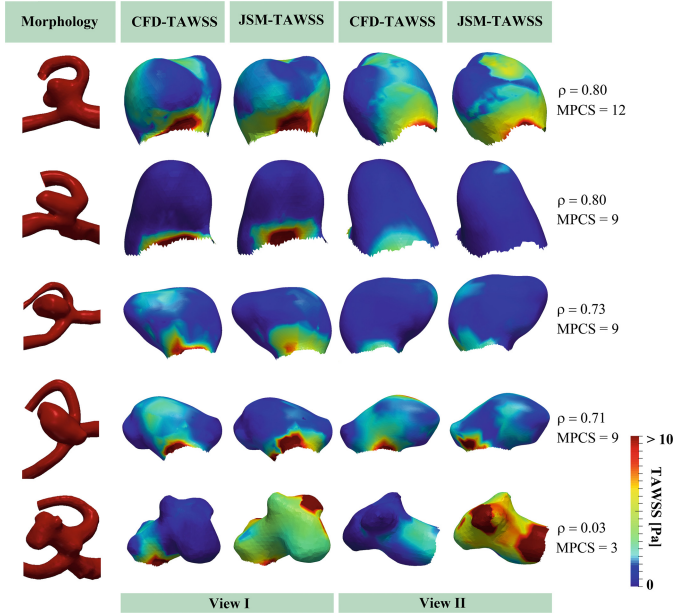 Morphology CFD-TAWSS JSM-TAWSS CFD-TAWSS JSM-TAWSS
ρ = 0.80
MPCS = 12
ρ = 0.80
MPCS = 9
ρ = 0.73
MPCS = 9
ρ = 0.71
MPCS = 9
> 10
TAWSS [Pa]
0
ρ = 0.03
MPCS = 3
View I View II